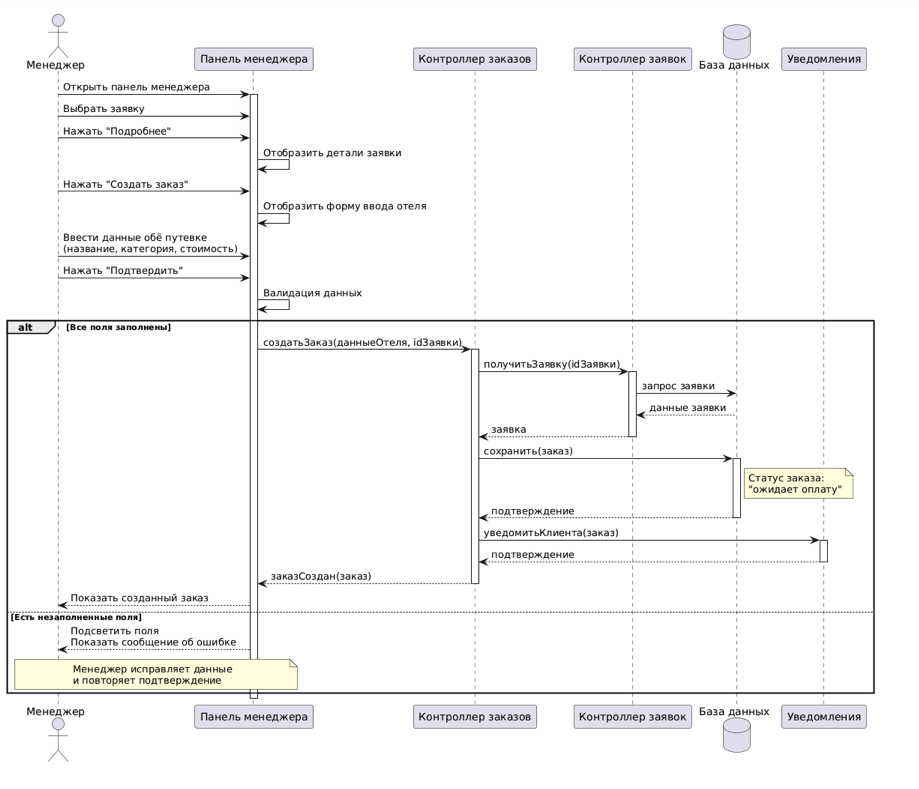 Менеджер
Панель менеджера
Контроллер заказов
Контроллер заявок
База данных
Уведомления
Открыть панель менеджера
Выбрать заявку
Нажать "Подробнее"
Отобразить детали заявки
Нажать "Создать заказ"
Отобразить форму ввода отеля
Ввести данные обё путевке
(название, категория, стоимость)
Нажать "Подтвердить"
Валидация данных
alt
[Все поля заполнены]
создатьЗаказ(данныеОтеля, idЗаявки)
получитьЗаявку(idЗаявки)
запрос заявки
данные заявки
заявка
сохранить(заказ)
Статус заказа:
"ожидает оплату"
подтверждение
уведомитьКлиента(заказ)
подтверждение
заказСоздан(заказ)
Показать созданный заказ
[Есть незаполненные поля]
Подсветить поля
Показать сообщение об ошибке
Менеджер исправляет данные
и повторяет подтверждение
Менеджер
Панель менеджера
Контроллер заказов
Контроллер заявок
База данных
Уведомления